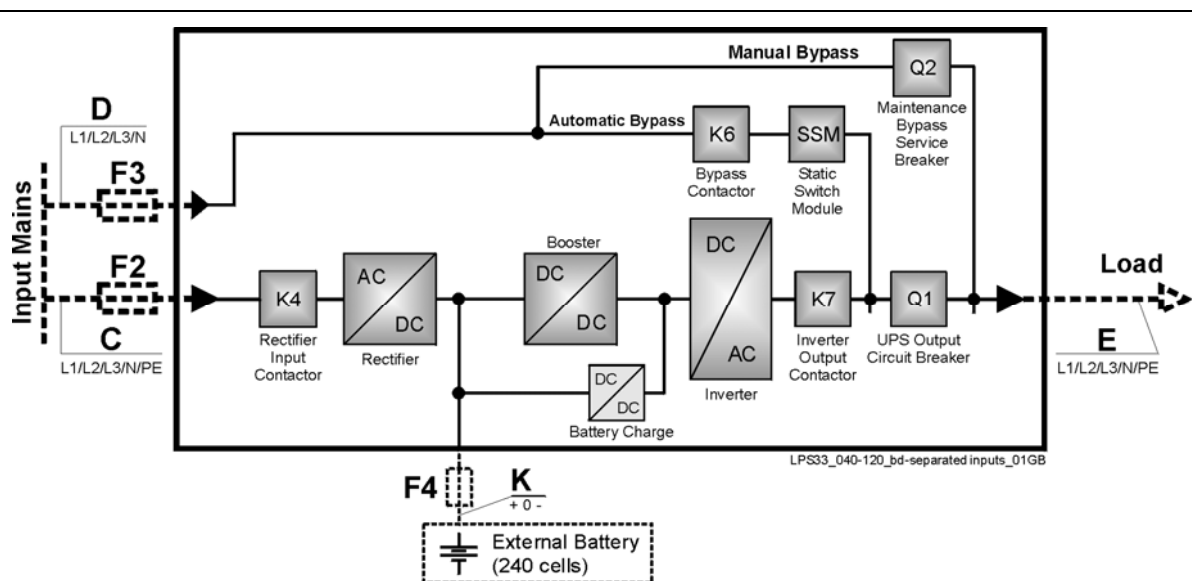 Manual Bypass
Q2
Maintenance
Bypass
Service
Breaker
D
L1/L2/L3/N
F3
Automatic Bypass
K6
Bypass
Contactor
SSM
Static
Switch
Module
Input Mains
F2
C
L1/L2/L3/N/PE
K4
Rectifier
Input
Contactor
AC
DC
Rectifier
Booster
DC
DC
DC
DC
Battery Charge
DC
AC
Inverter
K7
Inverter
Output
Contactor
Q1
UPS Output
Circuit Breaker
Load
E
L1/L2/L3/N/PE
LPS33_040-120_bd-separated inputs_01GB
F4
K
+ 0 -
External Battery
(240 cells)